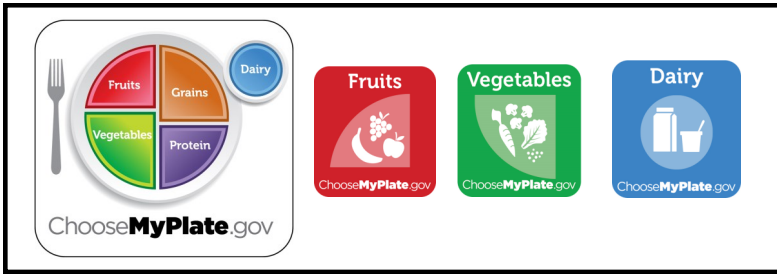 Fruits
Grains
Dairy
Vegetables
Protein
ChooseMyPlate.gov
Fruits
ChooseMyPlate.gov
Vegetables
ChooseMyPlate.gov
Dairy
ChooseMyPlate.gov